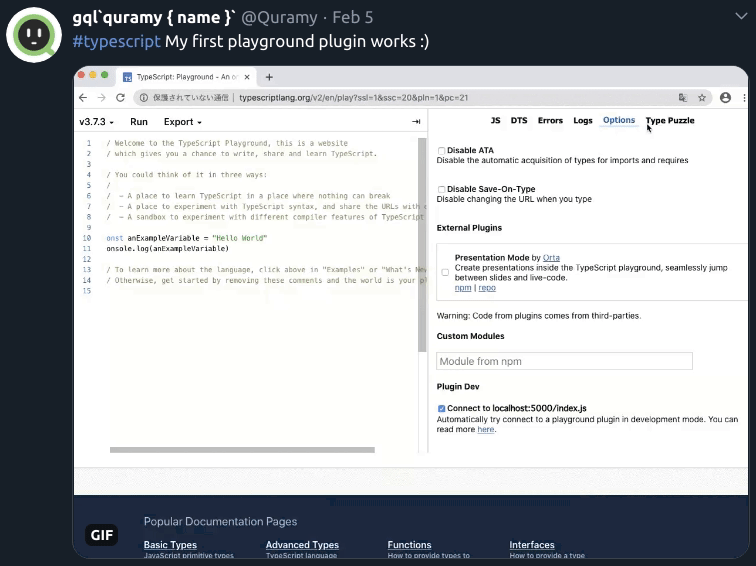 gql`quramy { name }` @Quramy · Feb 5
#typescript My first playground plugin works :)
TypeScript: Playground - An o
保護されていない通信 | typescriptlang.org/v2/en/play?ssl=1&ssc=20&pln=1&pc=21
v3.7.3 Run Export
JS DTS Errors Logs Options Type Puzzle
1 / Welcome to the TypeScript Playground, this is a website
2 / which gives you a chance to write, share and learn TypeScript.
3
4 / You could think of it in three ways:
5 /
6 / - A place to learn TypeScript in a place where nothing can break
7 / - A place to experiment with TypeScript syntax, and share the URLs with
8 / - A sandbox to experiment with different compiler features of TypeScript
9
10 onst anExampleVariable = "Hello World"
11 onsole.log(anExampleVariable)
12
13 / To learn more about the language, click above in "Examples" or "What's New
14 / Otherwise, get started by removing these comments and the world is your
15
Disable ATA
Disable the automatic acquisition of types for imports and requires
Disable Save-On-Type
Disable changing the URL when you type
External Plugins
Presentation Mode by Orta
Create presentations inside the TypeScript playground, seamlessly jump
between slides and live-code.
npm | repo
Warning: Code from plugins comes from third-parties.
Custom Modules
Module from npm
Plugin Dev
Connect to localhost:5000/index.js
Automatically try connect to a playground plugin in development mode. You can
read more here.
Popular Documentation Pages
GIF
Basic Types Advanced Types Functions Interfaces
JavaScript primitive types TypeScript language How to provide types to How to provide a type